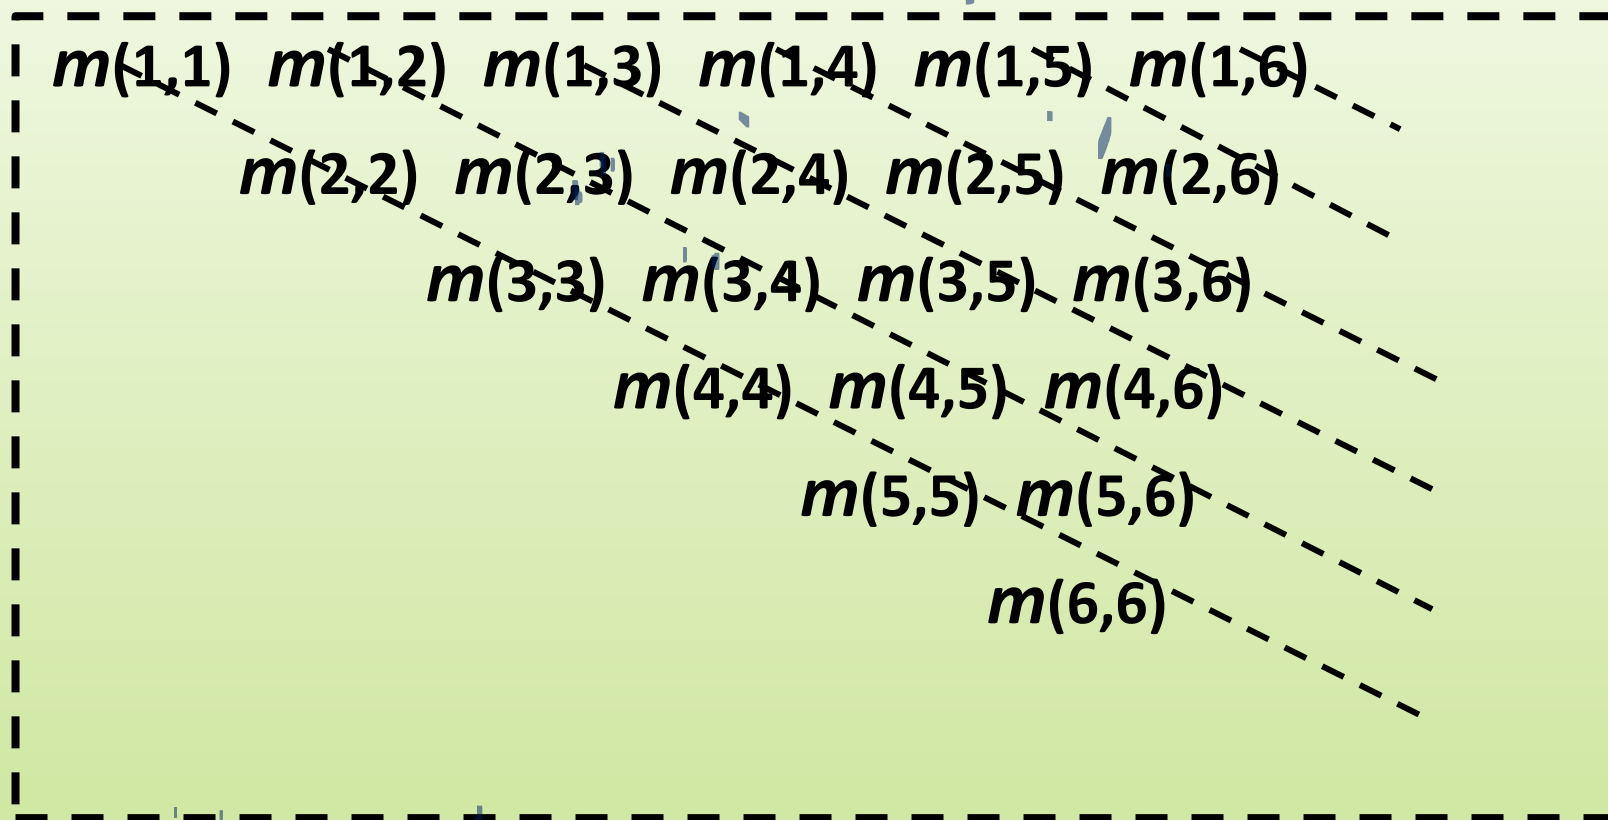 m(1,1) m(1,2) m(1,3) m(1,4) m(1,5) m(1,6)
m(2,2) m(2,3) m(2,4) m(2,5) m(2,6)
m(3,3) m(3,4) m(3,5) m(3,6)
m(4,4) m(4,5) m(4,6)
m(5,5) m(5,6)
m(6,6)